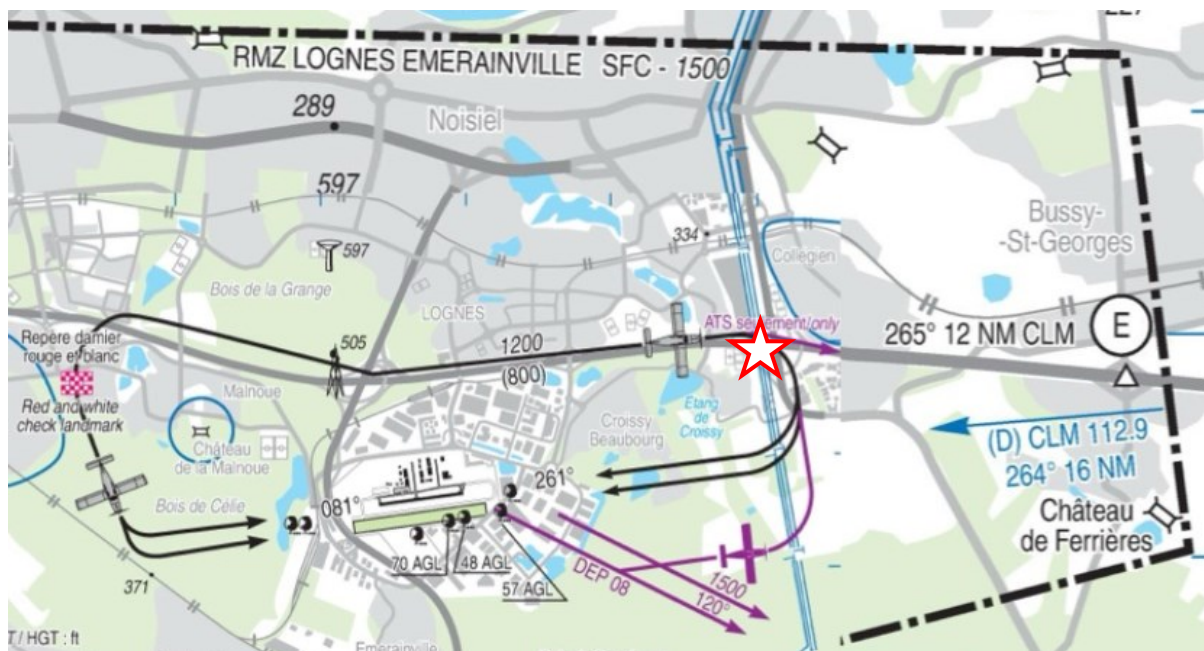 RMZ LOGNES EMERAINVILLE SFC - 1500
289
Noisiel
597
334
Bussy-
-St-Georges
Collégien
597
Bois de la Grange
LOGNES
ATS seulement/only
265° 12 NM CLM
E
Repère damier
rouge et blanc
505
1200
(800)
Malnoue
Red and white
check landmark
Etang
de
Croissy
Croissy
Beaubourg
(D) CLM 112.9
264° 16 NM
Château
de la Malnoue
Bois de Célie
081°
261°
Château
de Ferrières
70 AGL
48 AGL
57 AGL
DEP 08
1500
120°
371
T / HGT : ft
Emerainville